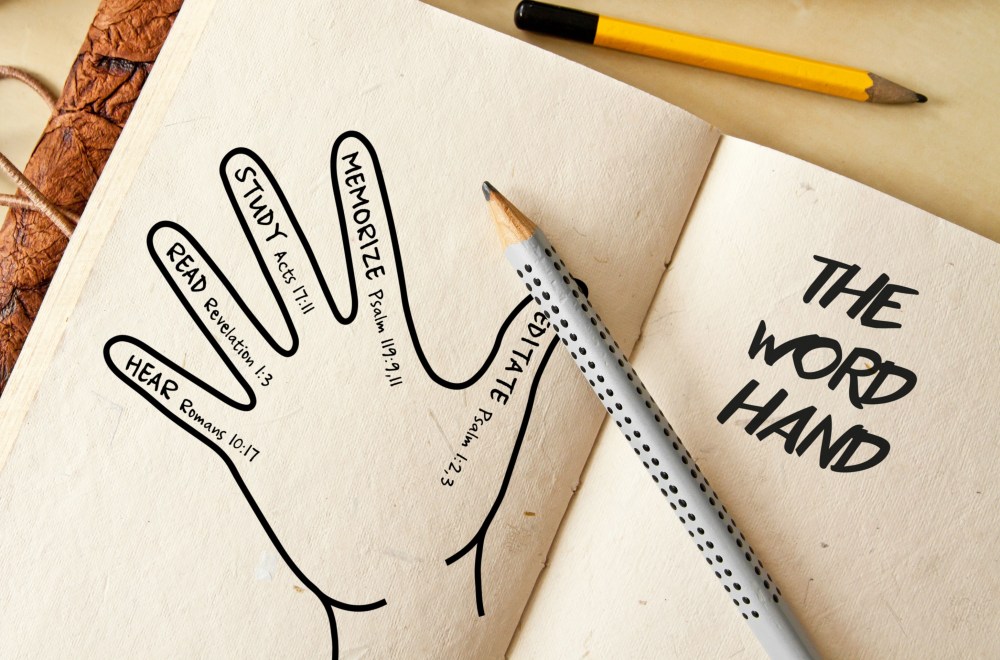 HEAR Romans 10:17
READ Revelation 1:3
STUDY Acts 17:11
MEMORIZE Psalm 119:9,11
EDITATE Psalm 1:2,3
THE
WORD
HAND